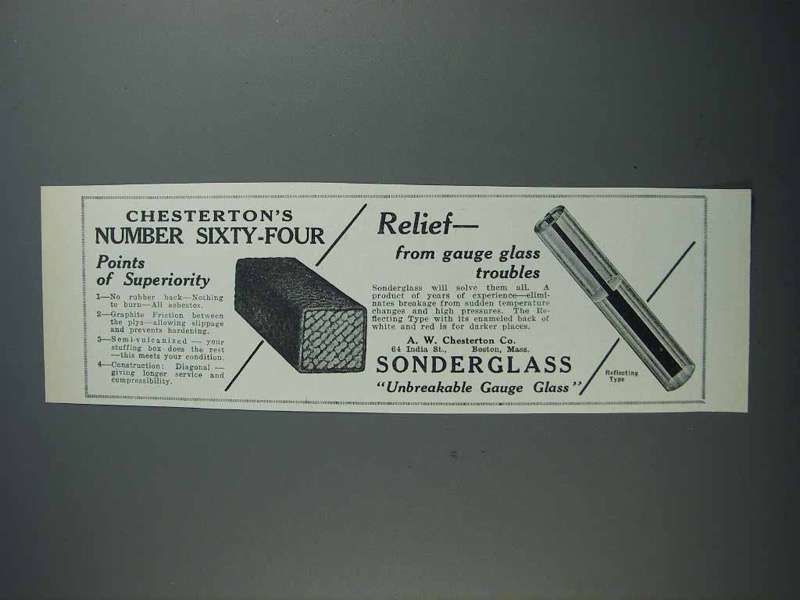 CHESTERTON'S
NUMBER SIXTY-FOUR
Points
of Superiority
1—No rubber back—Nothing
to burn—All asbestos.
2—Graphite Friction between
the plys—allowing slippage
and prevents hardening.
3—Semi-vulcanized — your
stuffing box does the rest
—this meets your condition.
4—Construction: Diagonal —
giving longer service and
compressibility.
Relief—
from gauge glass
troubles
Sonderglass will solve them all. A
product of years of experience—elimi-
nates breakage from sudden temperature
changes and high pressures. The Re-
flecting Type with its enameled back of
white and red is for darker places.
A. W. Chesterton Co.
64 India St., Boston, Mass.
SONDERGLASS
"Unbreakable Gauge Glass"
Reflecting
Type